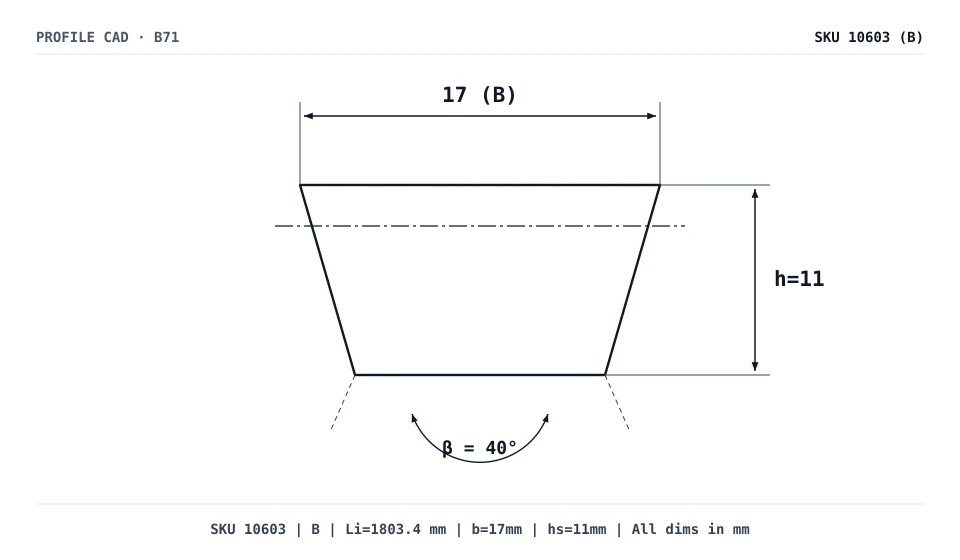 PROFILE CAD · B71
SKU 10603 (B)
17 (B)
h=11
β = 40°
SKU 10603 | B | Li=1803.4 mm | b=17mm | hs=11mm | All dims in mm